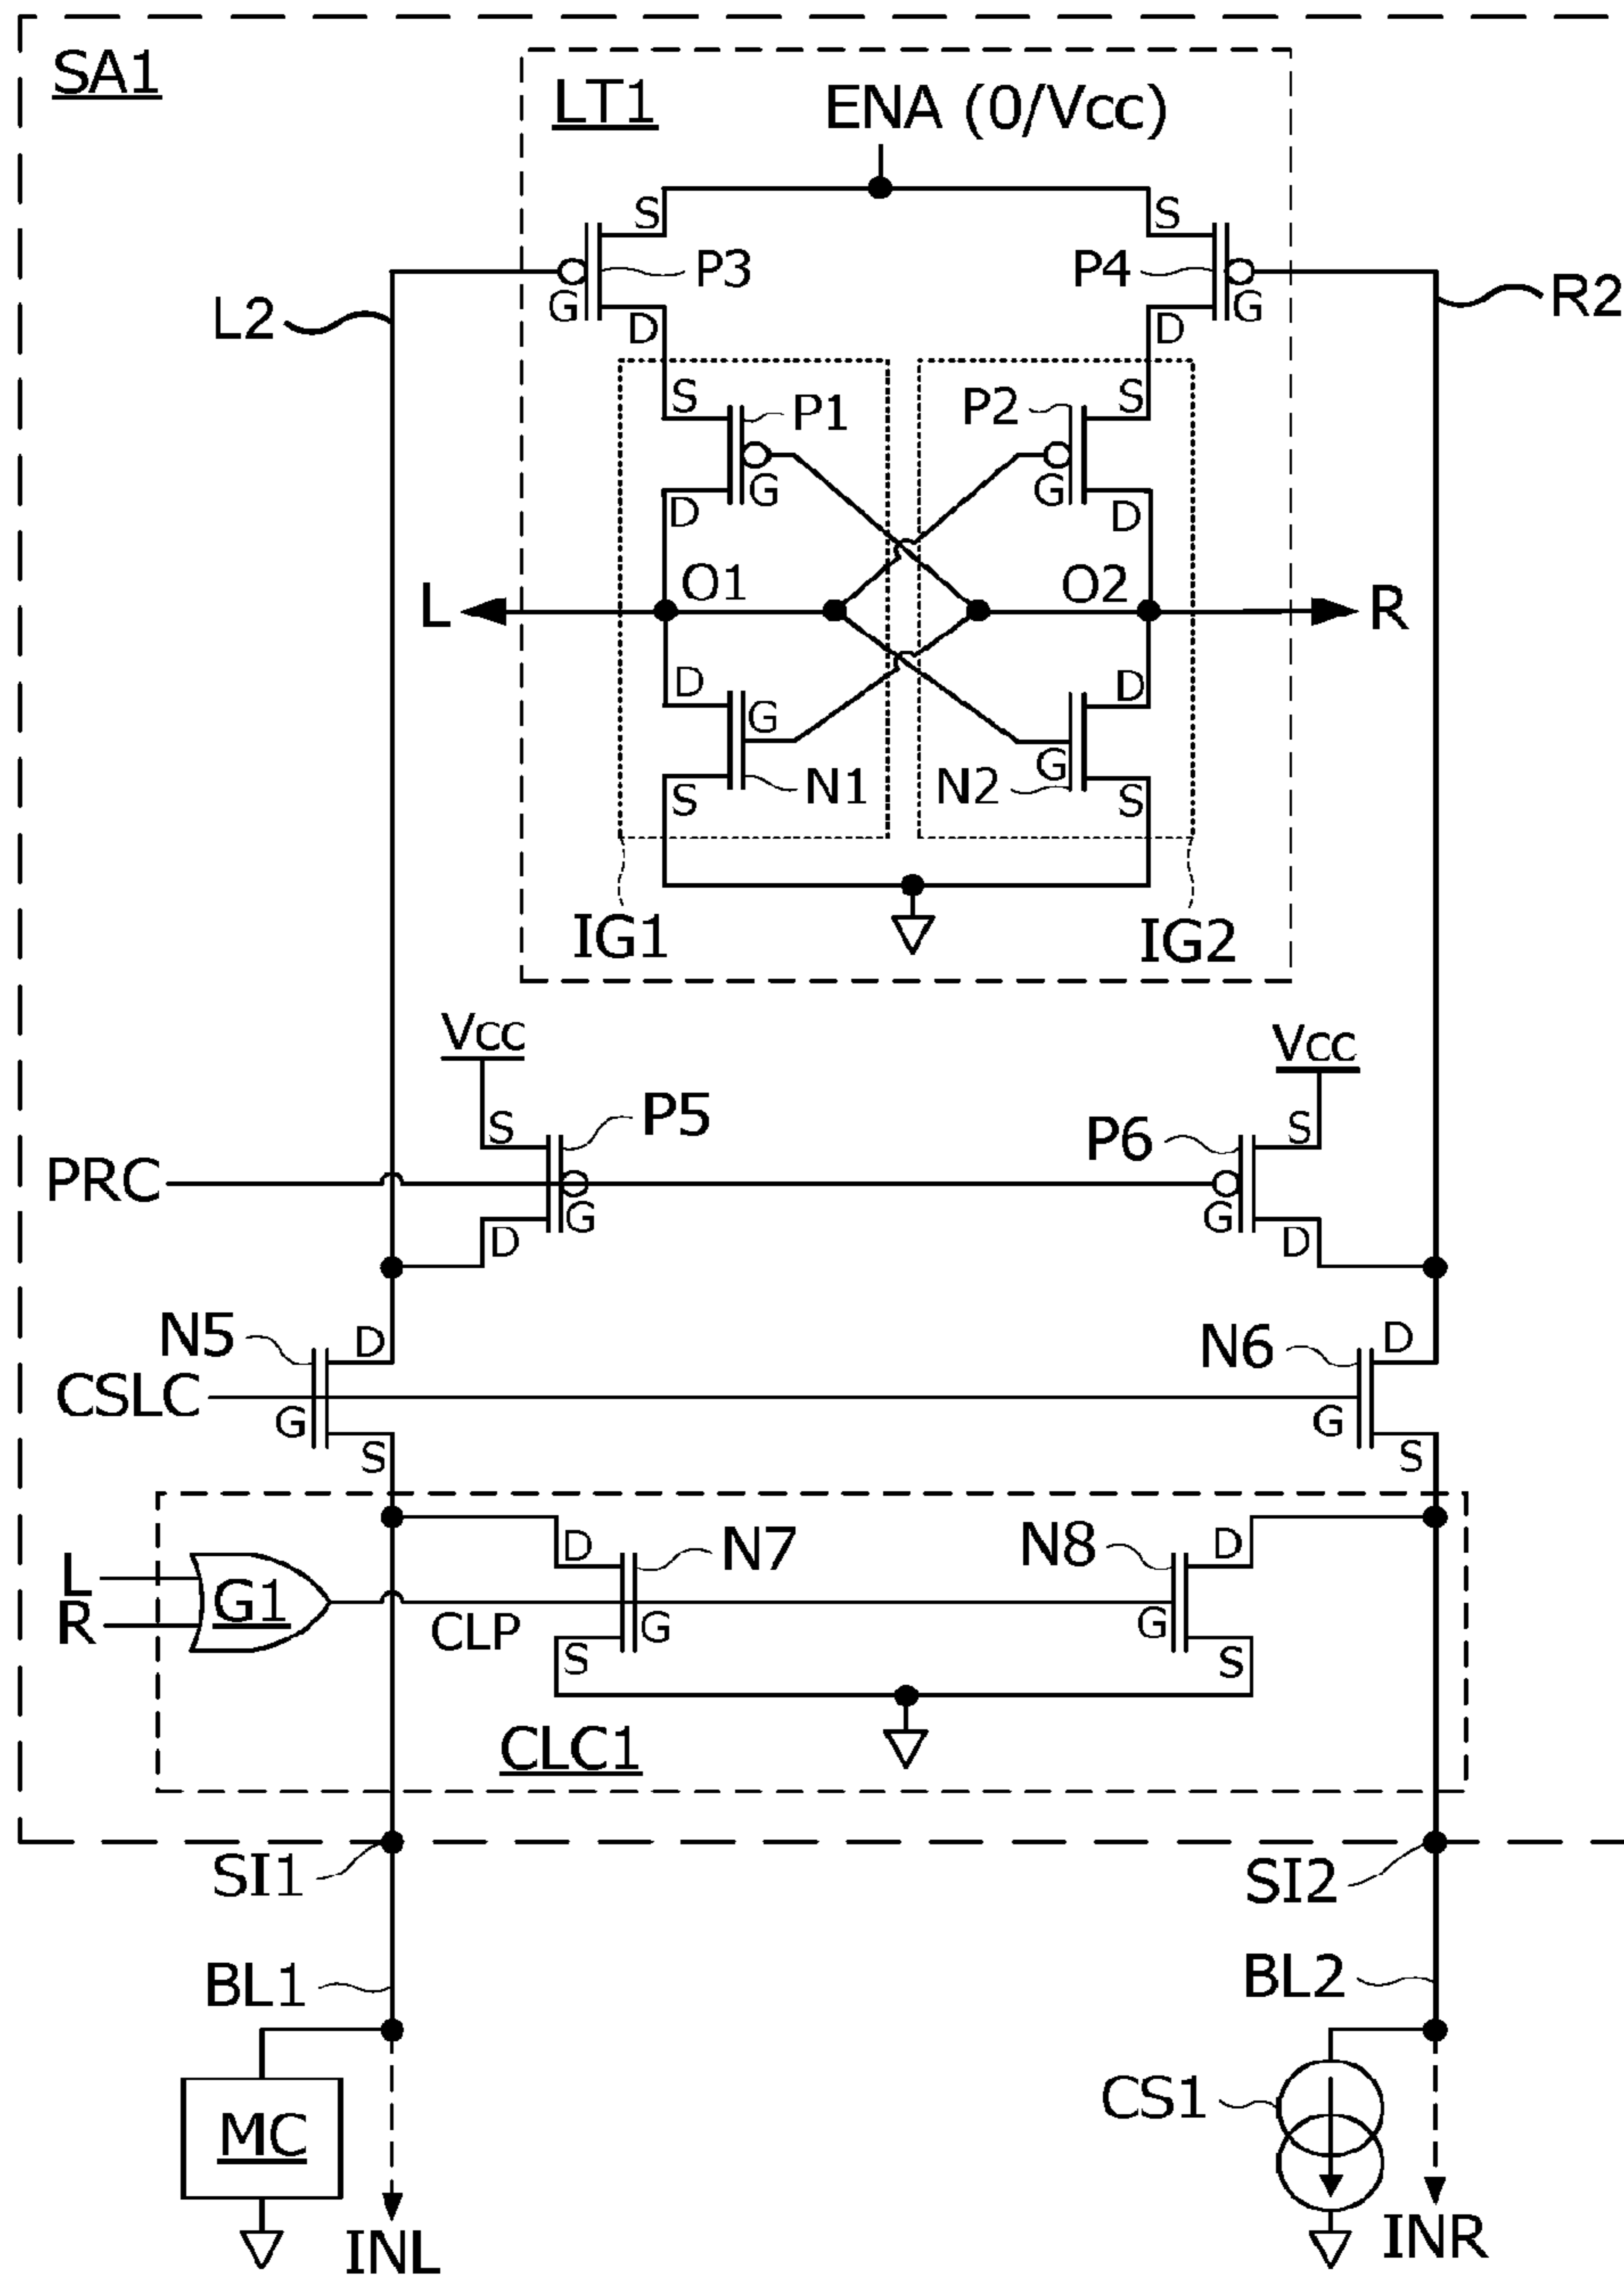 SA1
LT1
ENA (0/Vcc)
S
S
P3
P4
G
G
L2
R2
D
D
S
S
P1
P2
G
G
D
D
L
O1
O2
R
D
D
G
G
N1
N2
S
S
IG1
IG2
Vcc
Vcc
S
P5
P6
S
PRC
G
G
D
D
N5
D
N6
D
CSLC
G
G
S
S
L
R
G1
D
N7
N8
D
CLP
G
G
S
S
CLC1
SI1
SI2
BL1
BL2
MC
CS1
INL
INR